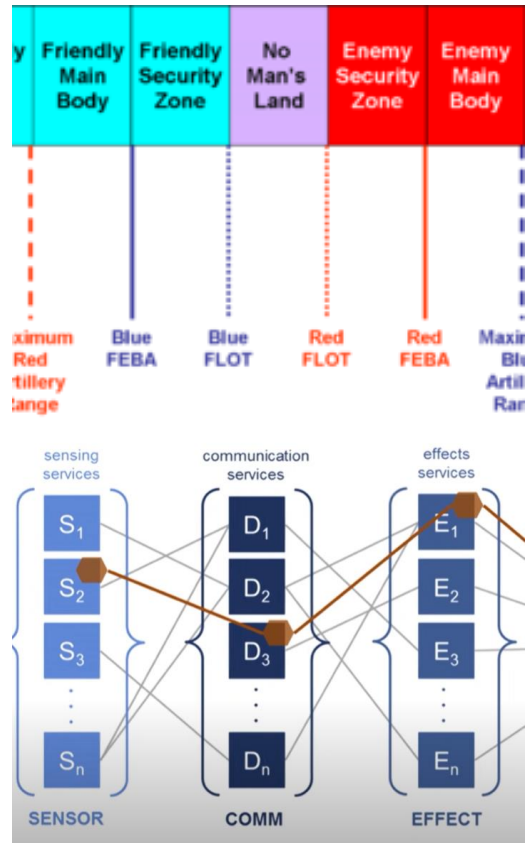 Friendly
Main
Body
Friendly
Security
Zone
No
Man's
Land
Enemy
Security
Zone
Enemy
Main
Body
Red
Blue
FEBA
Blue
FLOT
Red
FLOT
Red
FEBA
sensing
services
communication
services
effects
services
S1
S2
S3
Sn
D1
D2
D3
Dn
E1
E2
E3
En
SENSOR
COMM
EFFECT